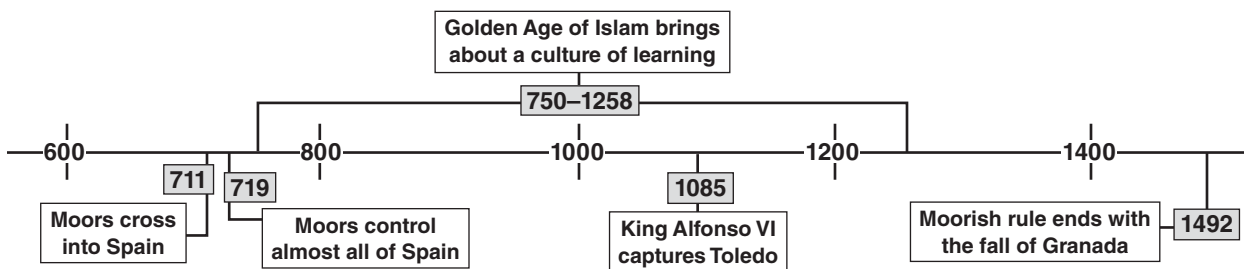 Golden Age of Islam brings
about a culture of learning
750–1258
600
800
1000
1200
1400
711
719
1085
1492
Moors cross
into Spain
Moors control
almost all of Spain
King Alfonso VI
captures Toledo
Moorish rule ends with
the fall of Granada